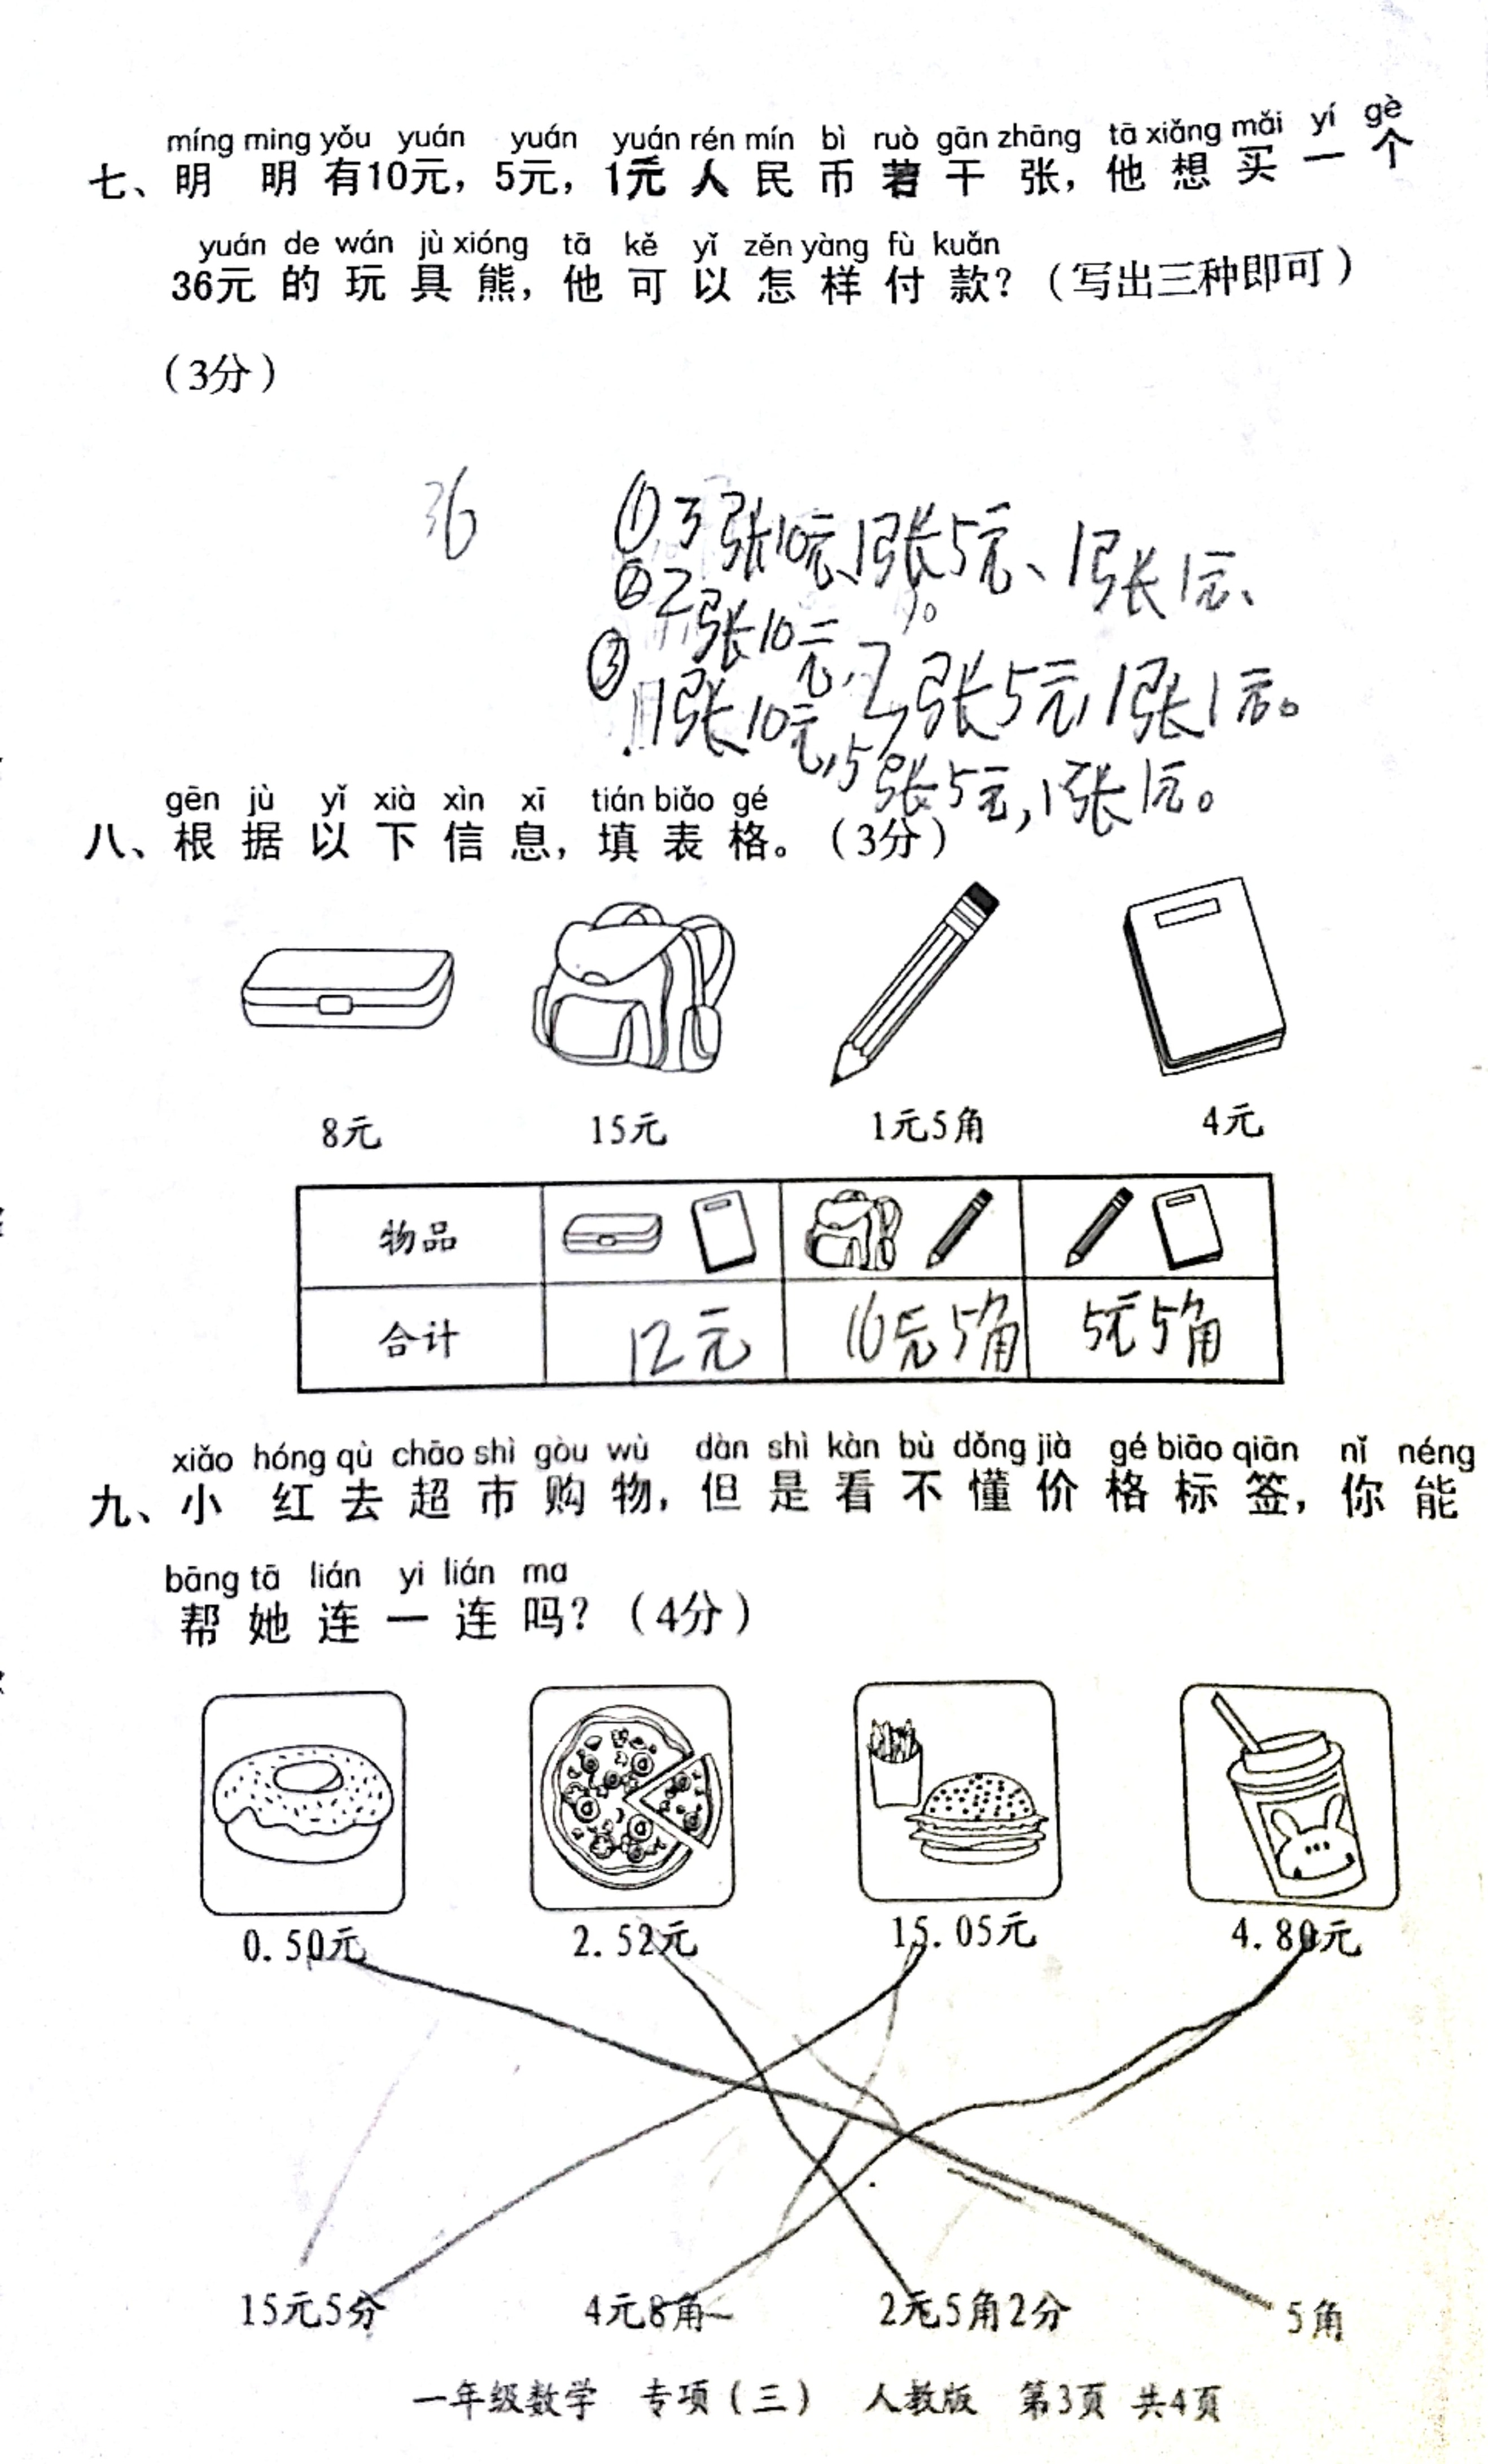 míng ming yǒu yuán yuán yuán rén mín bì ruò gān zhāng tā xiǎng mǎi yí gè
七、明 明 有10元，5元，1元 人 民 币 若 干 张，他 想 买 一 个
yuán de wán jù xióng tā kě yǐ zěn yàng fù kuǎn
36元 的 玩 具 熊，他 可 以 怎 样 付 款？（写出三种即可）
（3分）
36
①3张10元、1张5元、1张1元、
②2张10元，2张5元，1张1元。
③1张10元，5张5元，1张1元。
gēn jù yǐ xià xìn xī tián biǎo gé
八、根 据 以 下 信 息，填 表 格。（3分）
8元 15元 1元5角 4元
物品
合计 12元 16元5角 5元5角
xiǎo hóng qù chāo shì gòu wù dàn shì kàn bù dǒng jià gé biāo qiān nǐ néng
九、小 红 去 超 市 购 物，但 是 看 不 懂 价 格 标 签，你 能
bāng tā lián yi lián ma
帮 她 连 一 连 吗？（4分）
0.50元 2.52元 15.05元 4.80元
15元5分 4元8角 2元5角2分 5角
一年级数学 专项（三） 人教版 第3页 共4页